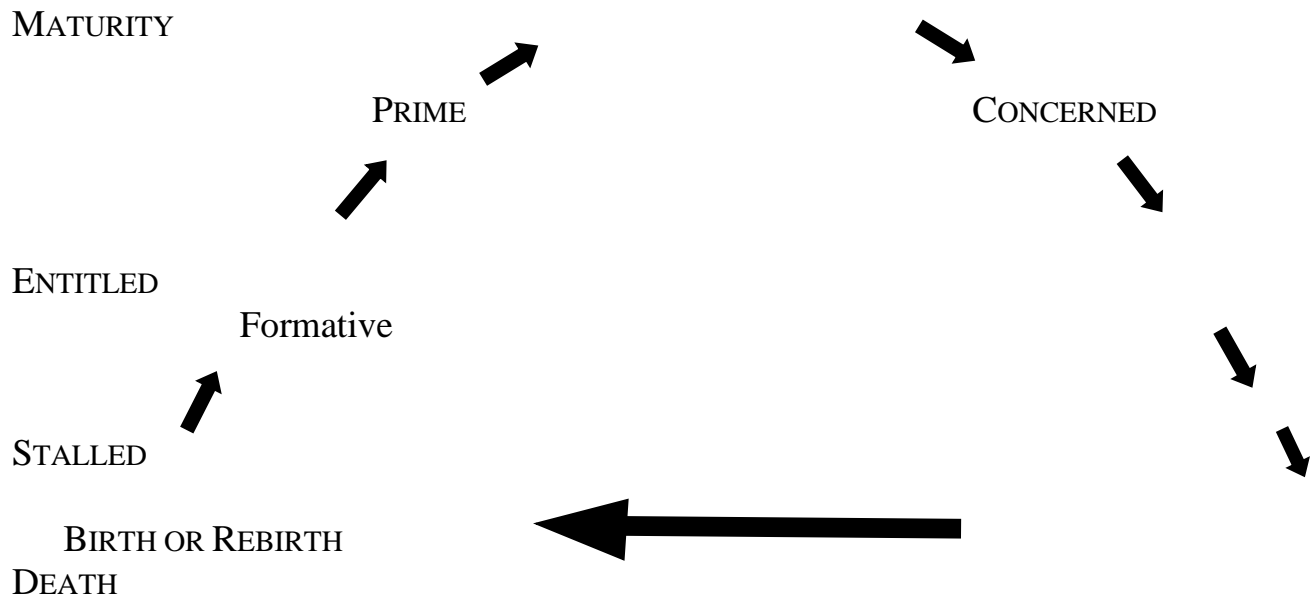 MATURITY
PRIME CONCERNED
ENTITLED
Formative
STALLED
BIRTH OR REBIRTH
DEATH